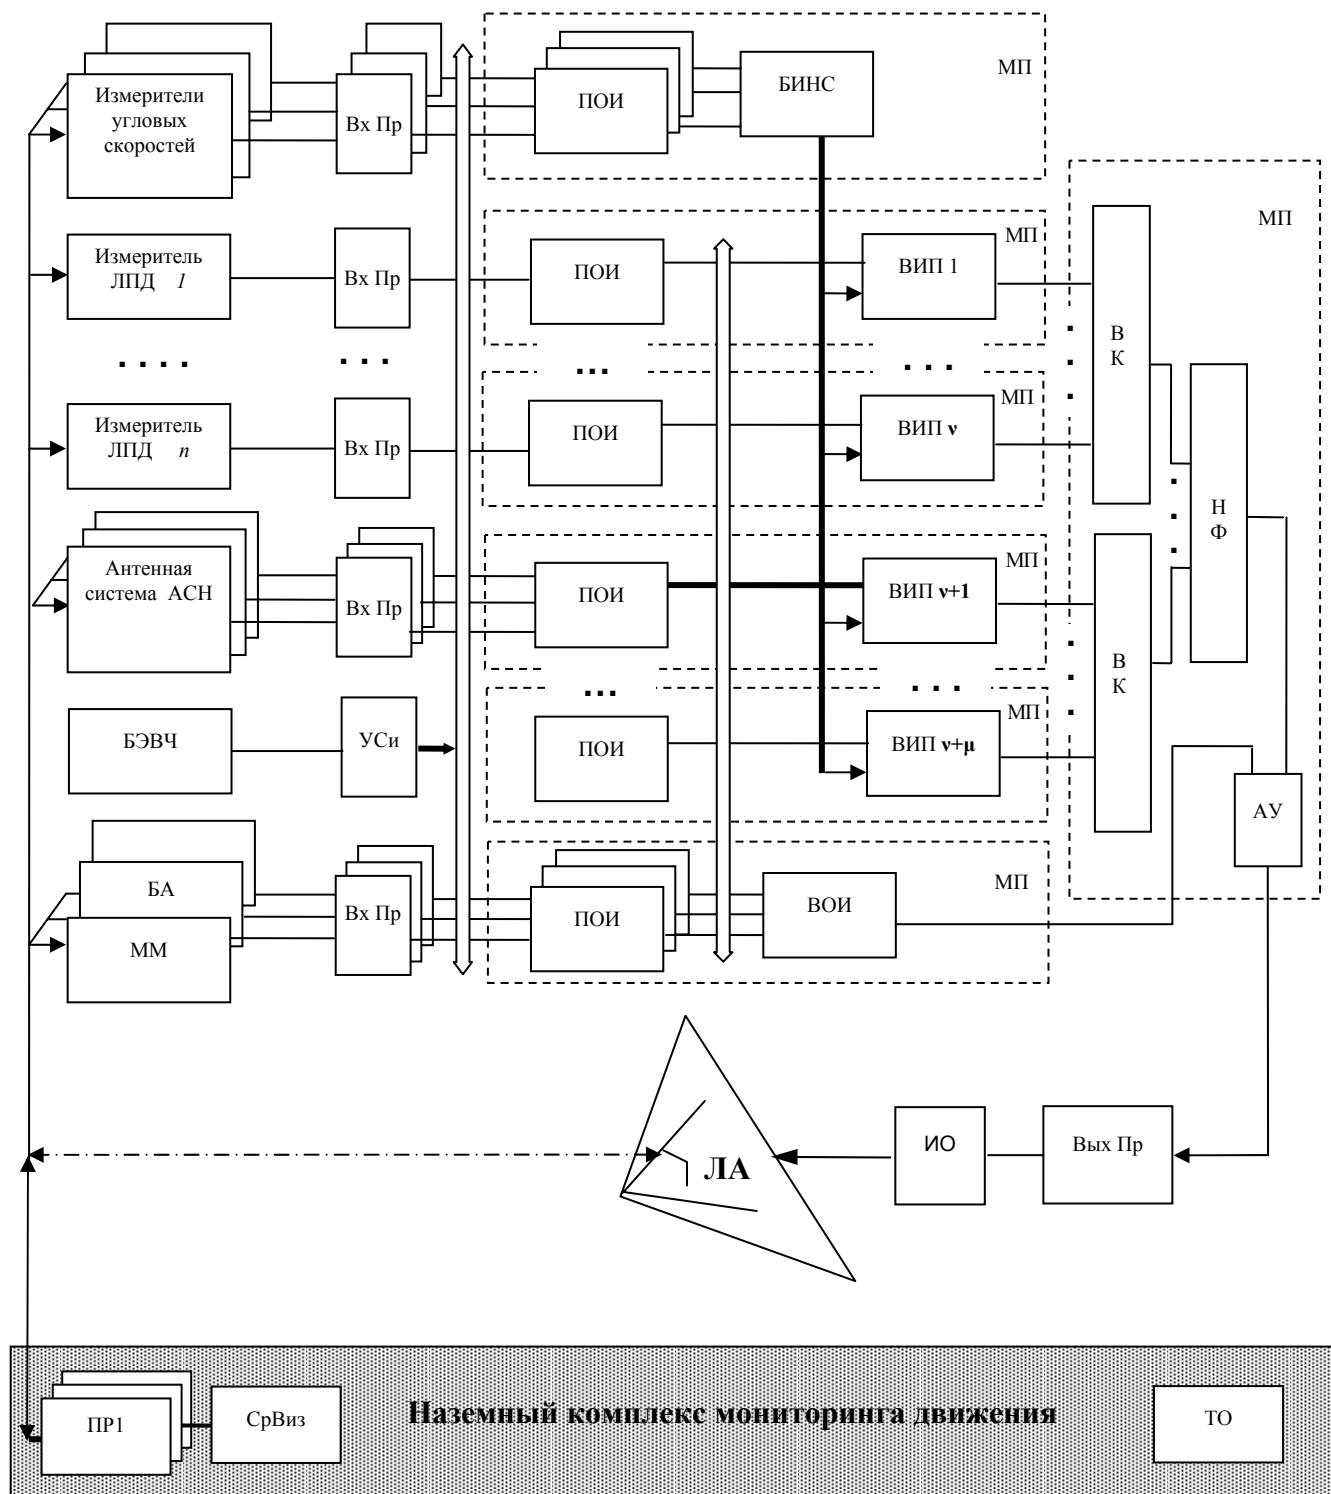 Измерители
угловых
скоростей
Вх Пр
ПОИ
БИНС
МП
МП
Измеритель
ЛПД 1
Вх Пр
ПОИ
ВИП 1
МП
. . . .
. . .
...
. . .
В
К
Измеритель
ЛПД n
Вх Пр
ПОИ
ВИП ν
МП
Н
Ф
Антенная
система АСН
Вх Пр
ПОИ
ВИП ν+1
МП
...
. . .
В
К
БЭВЧ
УСи
ПОИ
ВИП ν+μ
МП
АУ
БА
ММ
Вх Пр
ПОИ
ВОИ
МП
ЛА
ИО
Вых Пр
ПР1
СрВиз
Наземный комплекс мониторинга движения
ТО